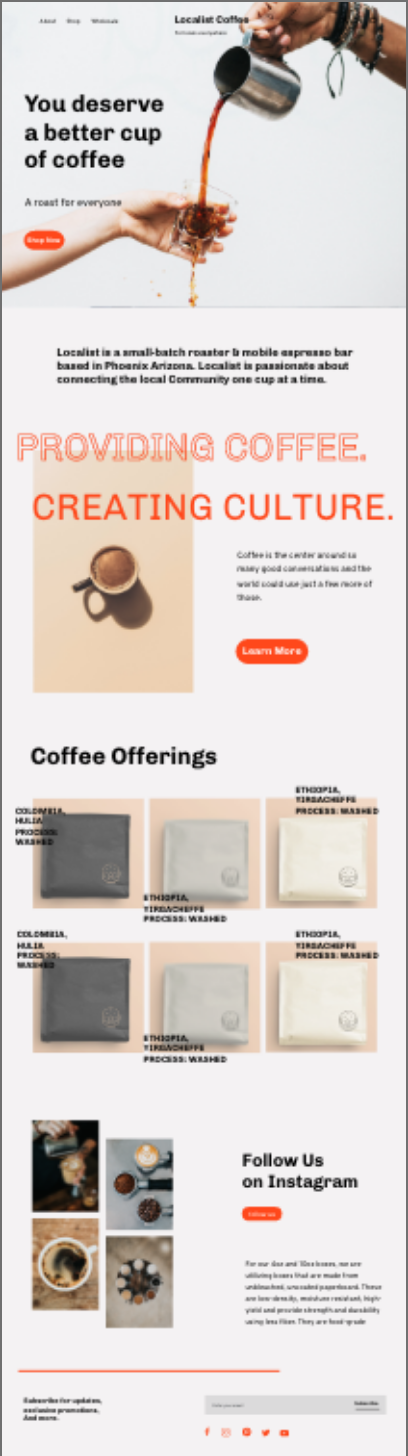 About Shop Wholesale
Localist Coffee
You deserve
a better cup
of coffee
A roast for everyone
Shop Now
Localist is a small-batch roaster & mobile espresso bar
based in Phoenix Arizona. Localist is passionate about
connecting the local Community one cup at a time.
PROVIDING COFFEE.
CREATING CULTURE.
Coffee is the center around so
many good conversations and the
world could use just a few more of
those.
Learn More
Coffee Offerings
COLOMBIA,
HULIA
PROCESS:
WASHED
ETHIOPIA,
YIRGACHEFFE
PROCESS: WASHED
ETHIOPIA,
YIRGACHEFFE
PROCESS: WASHED
COLOMBIA,
HULIA
PROCESS:
WASHED
ETHIOPIA,
YIRGACHEFFE
PROCESS: WASHED
ETHIOPIA,
YIRGACHEFFE
PROCESS: WASHED
Follow Us
on Instagram
Follow us
For our 4oz and 10oz boxes, we are
utilizing boxes that are made from
unbleached, uncoated paperboard. These
are low-density, moisture resistant, high-
yield and provide strength and durability
using less fiber. They are food-grade
Subscribe for updates,
exclusive promotions,
And more.
Subscribe